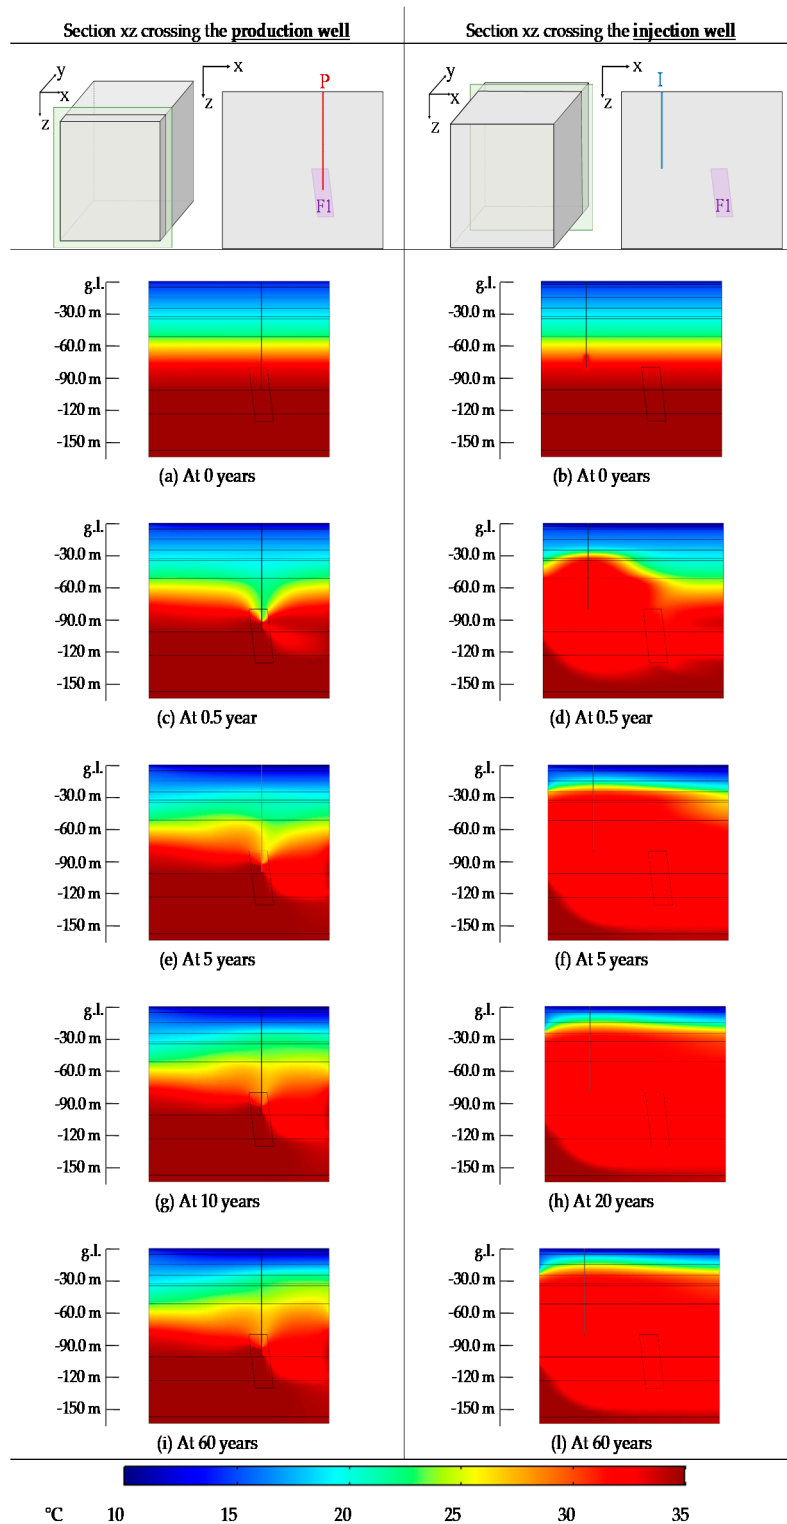 Section xz crossing the production well
Section xz crossing the injection well
y
x
z
x
z
P
F1
y
x
z
x
z
I
F1
g.l.
-30.0 m
-60.0 m
-90.0 m
-120 m
-150 m
(a) At 0 years
g.l.
-30.0 m
-60.0 m
-90.0 m
-120 m
-150 m
(b) At 0 years
g.l.
-30.0 m
-60.0 m
-90.0 m
-120 m
-150 m
(c) At 0.5 year
g.l.
-30.0 m
-60.0 m
-90.0 m
-120 m
-150 m
(d) At 0.5 year
g.l.
-30.0 m
-60.0 m
-90.0 m
-120 m
-150 m
(e) At 5 years
g.l.
-30.0 m
-60.0 m
-90.0 m
-120 m
-150 m
(f) At 5 years
g.l.
-30.0 m
-60.0 m
-90.0 m
-120 m
-150 m
(g) At 10 years
g.l.
-30.0 m
-60.0 m
-90.0 m
-120 m
-150 m
(h) At 20 years
g.l.
-30.0 m
-60.0 m
-90.0 m
-120 m
-150 m
(i) At 60 years
g.l.
-30.0 m
-60.0 m
-90.0 m
-120 m
-150 m
(l) At 60 years
°C 10 15 20 25 30 35